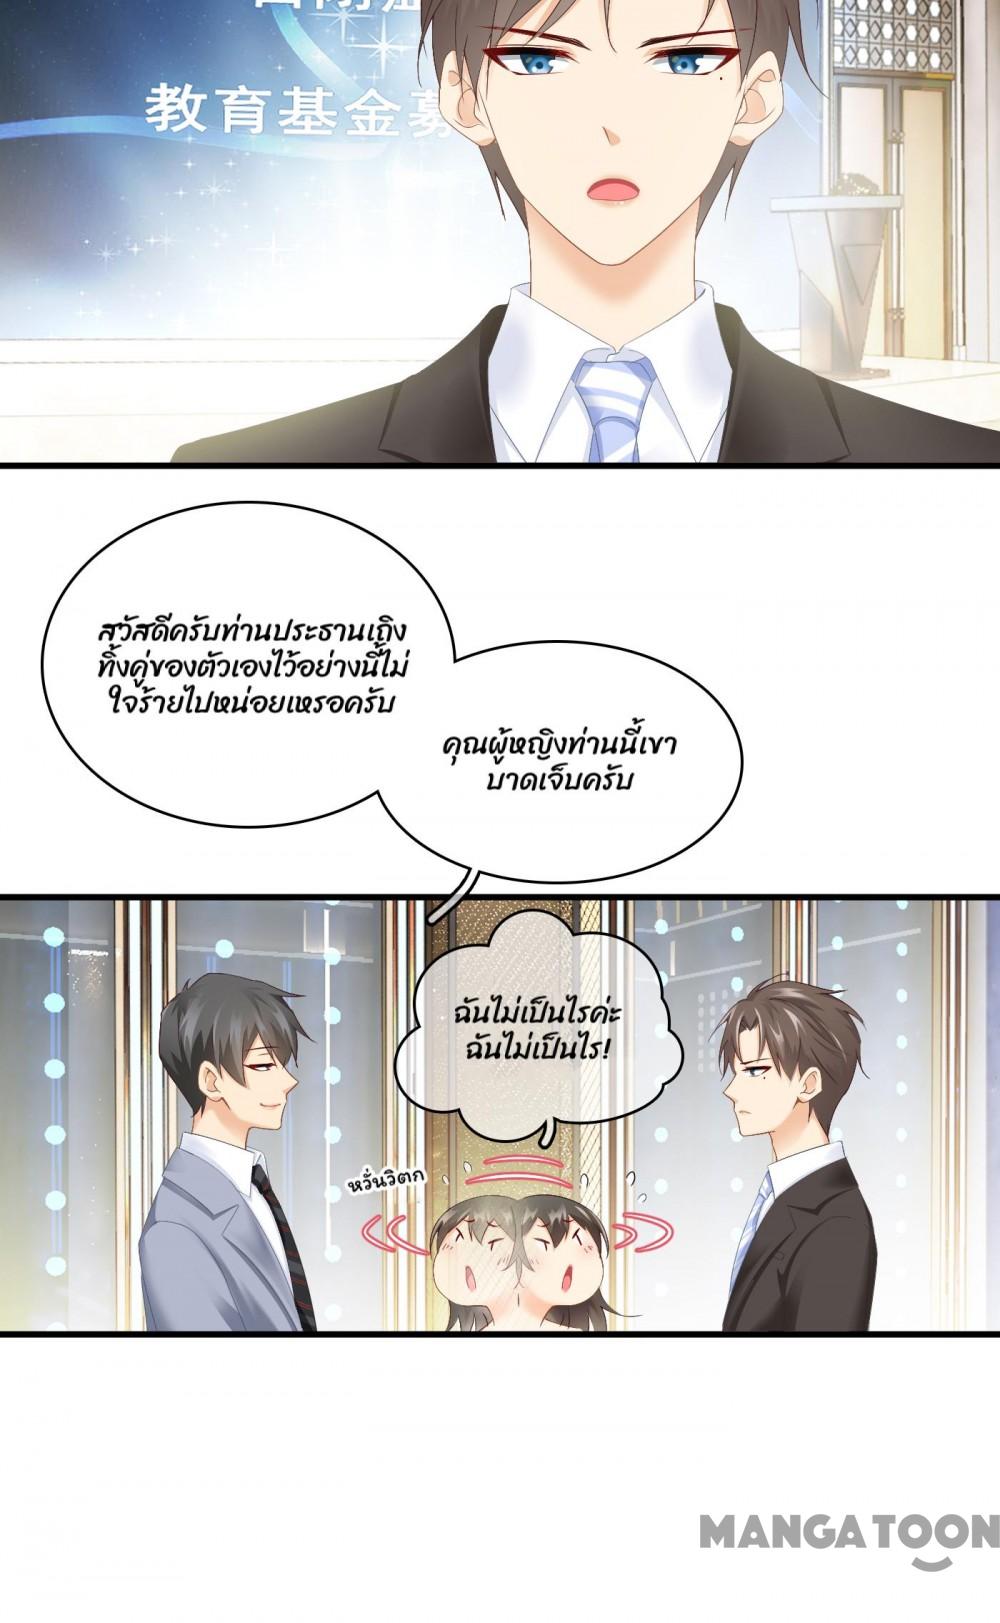 教育基金募
สวัสดีครับท่านประธานเถิง
ทิ้งคู่ของตัวเองไว้อย่างนี้ไม่
ใจร้ายไปหน่อยเหรอครับ
คุณผู้หญิงท่านนี้เขา
บาดเจ็บครับ
ฉันไม่เป็นไรค่ะ
ฉันไม่เป็นไร!
หวั่นวิตก
MANGATOON